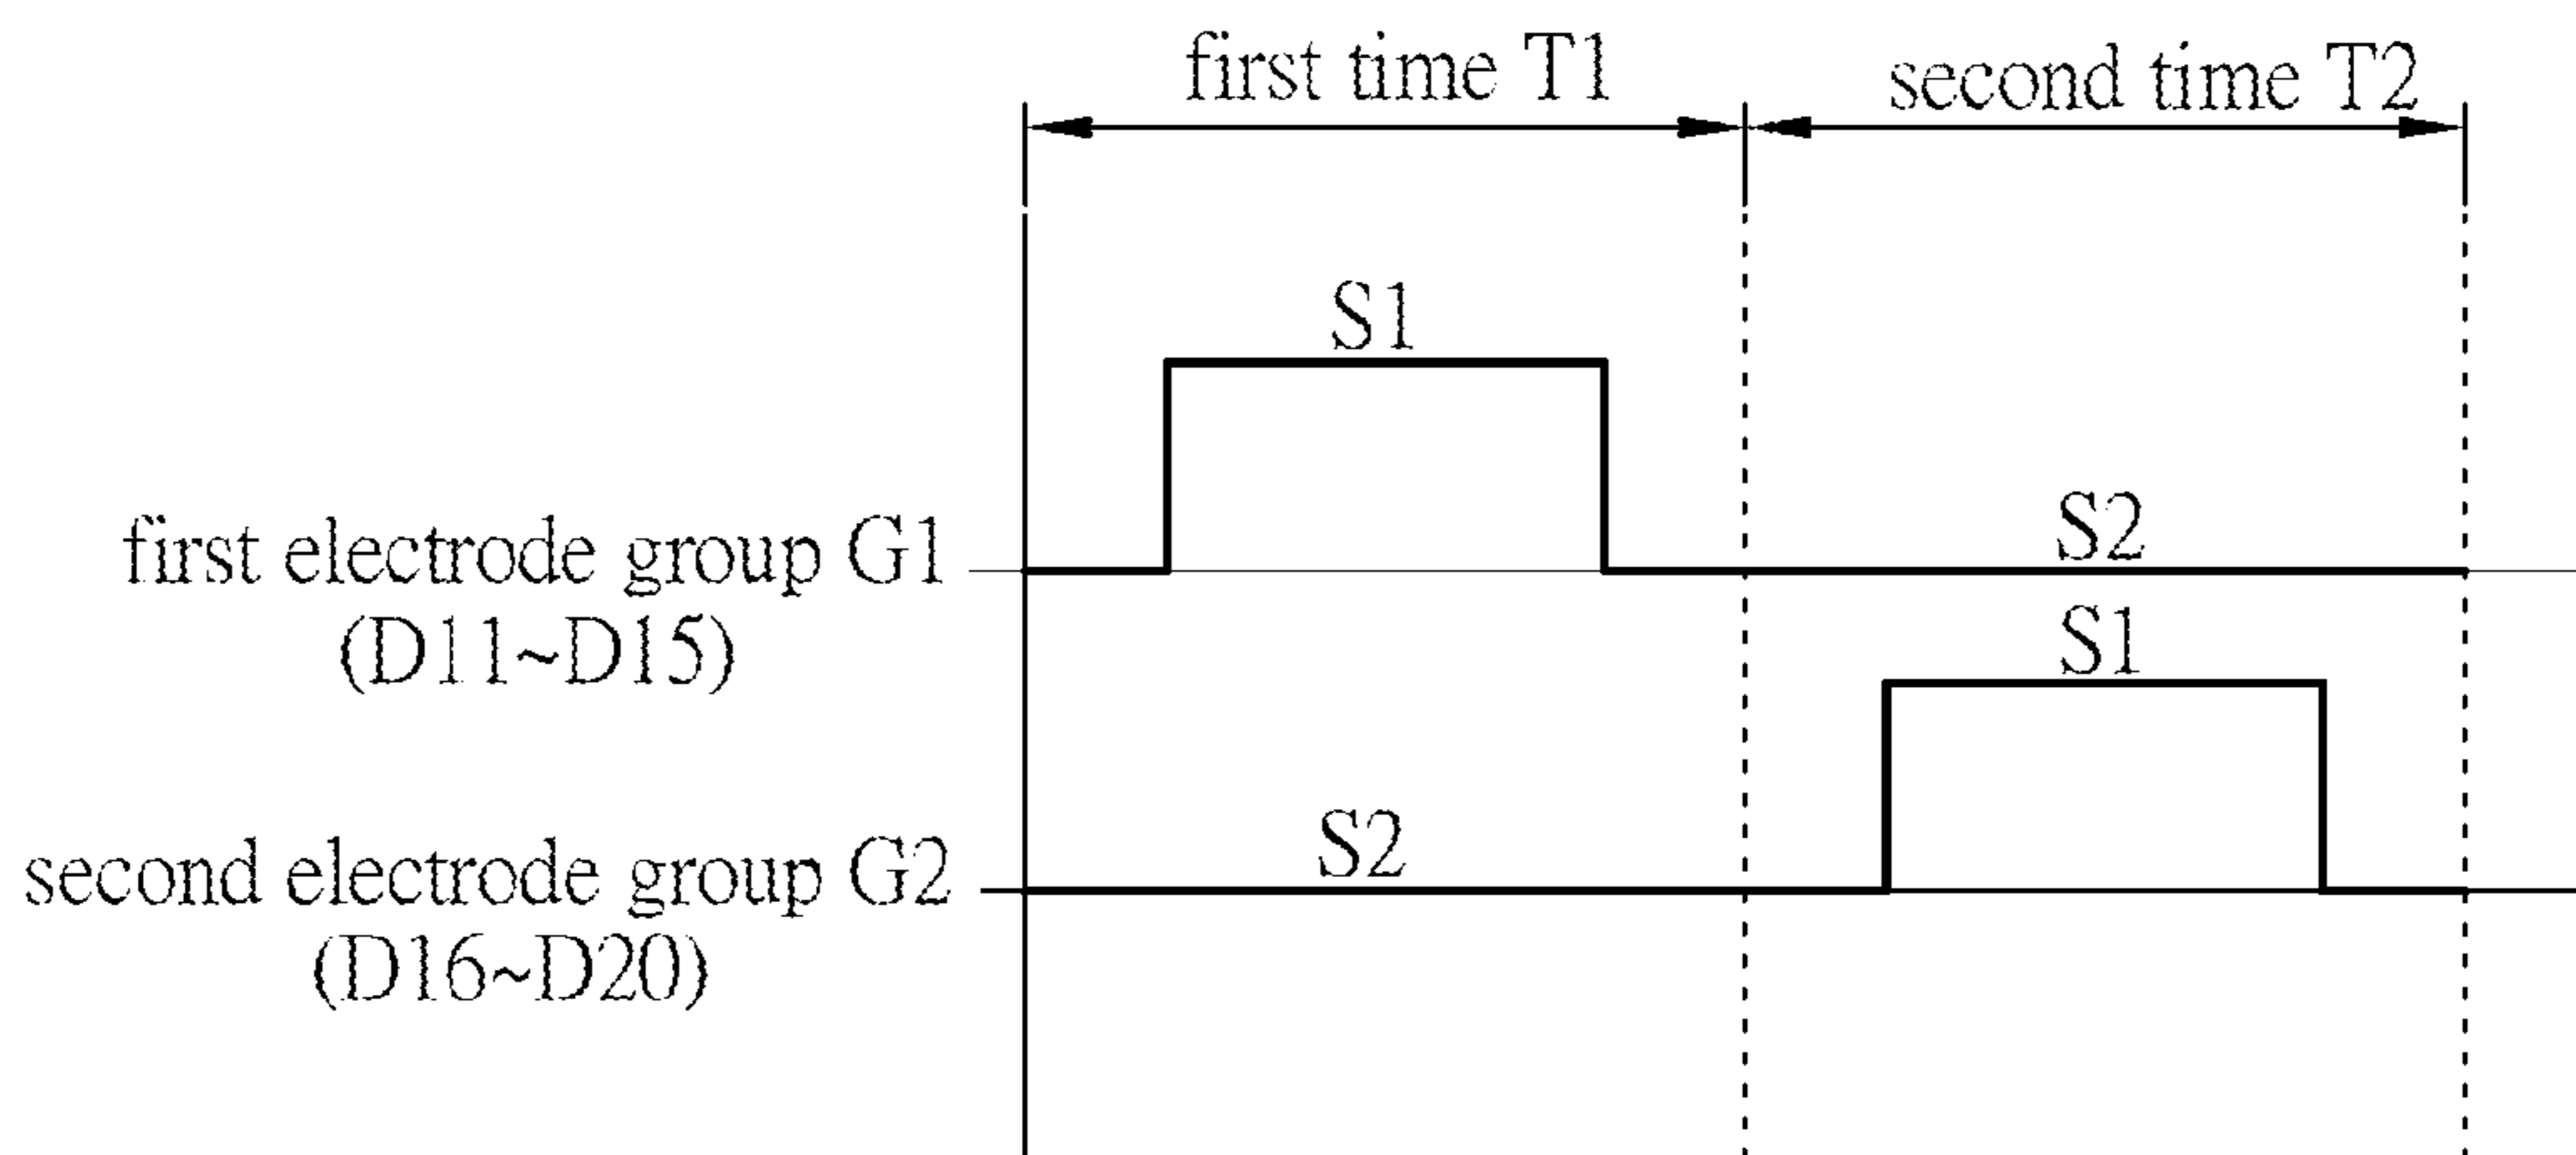 first time T1
second time T2
S1
S2
first electrode group G1
(D11~D15)
S1
S2
second electrode group G2
(D16~D20)